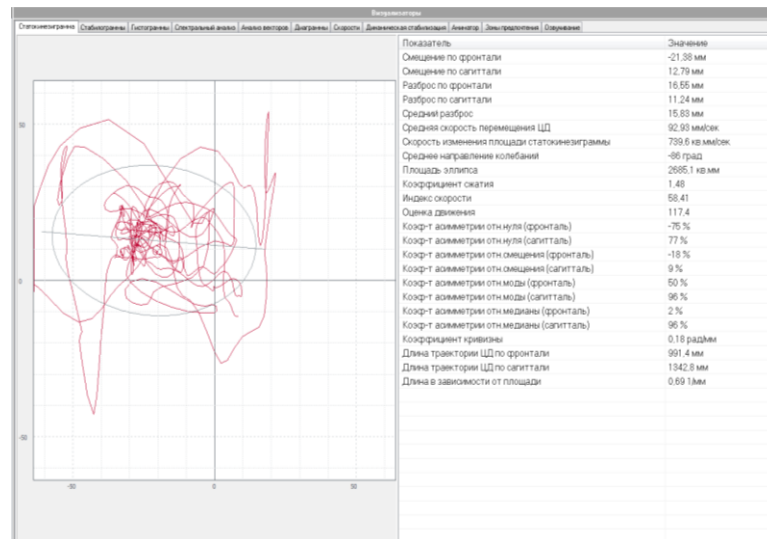 Визуализаторы
Статокинезиграмма Стабилограммы Гистограммы Спектральный анализ Анализ векторов Диаграммы Скорости Динамическая стабилизация Аниматор Зоны предпочтения Озвучивание
Показатель Значение
Смещение по фронтали -21,38 мм
Смещение по сагиттали 12,79 мм
Разброс по фронтали 16,55 мм
Разброс по сагиттали 11,24 мм
Средний разброс 15,83 мм
Средняя скорость перемещения ЦД 92,93 мм/сек
Скорость изменения площади статокинезиграммы 739,6 кв.мм/сек
Среднее направление колебаний -86 град
Площадь эллипса 2685,1 кв.мм
Коэффициент сжатия 1,48
Индекс скорости 58,41
Оценка движения 117,4
Коэф-т асимметрии отн.нуля (фронталь) -75 %
Коэф-т асимметрии отн.нуля (сагитталь) 77 %
Коэф-т асимметрии отн.смещения (фронталь) -18 %
Коэф-т асимметрии отн.смещения (сагитталь) 9 %
Коэф-т асимметрии отн.моды (фронталь) 50 %
Коэф-т асимметрии отн.моды (сагитталь) 96 %
Коэф-т асимметрии отн.медианы (фронталь) 2 %
Коэф-т асимметрии отн.медианы (сагитталь) 96 %
Коэффициент кривизны 0,18 рад/мм
Длина траектории ЦД по фронтали 991,4 мм
Длина траектории ЦД по сагиттали 1342,8 мм
Длина в зависимости от площади 0,69 1/мм
50
0
-50
-50 0 50